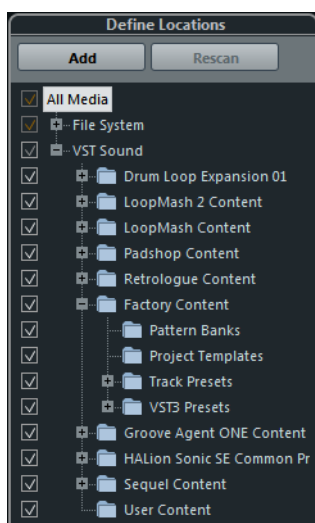 Define Locations
Add Rescan
All Media
File System
VST Sound
Drum Loop Expansion 01
LoopMash 2 Content
LoopMash Content
Padshop Content
Retrologue Content
Factory Content
Pattern Banks
Project Templates
Track Presets
VST3 Presets
Groove Agent ONE Content
HALion Sonic SE Common Pr
Sequel Content
User Content